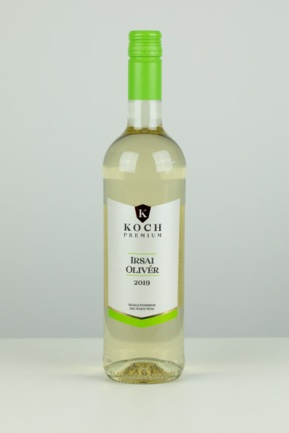 K
KOCH
PREMIUM
IRSAI
OLIVÉR
2019